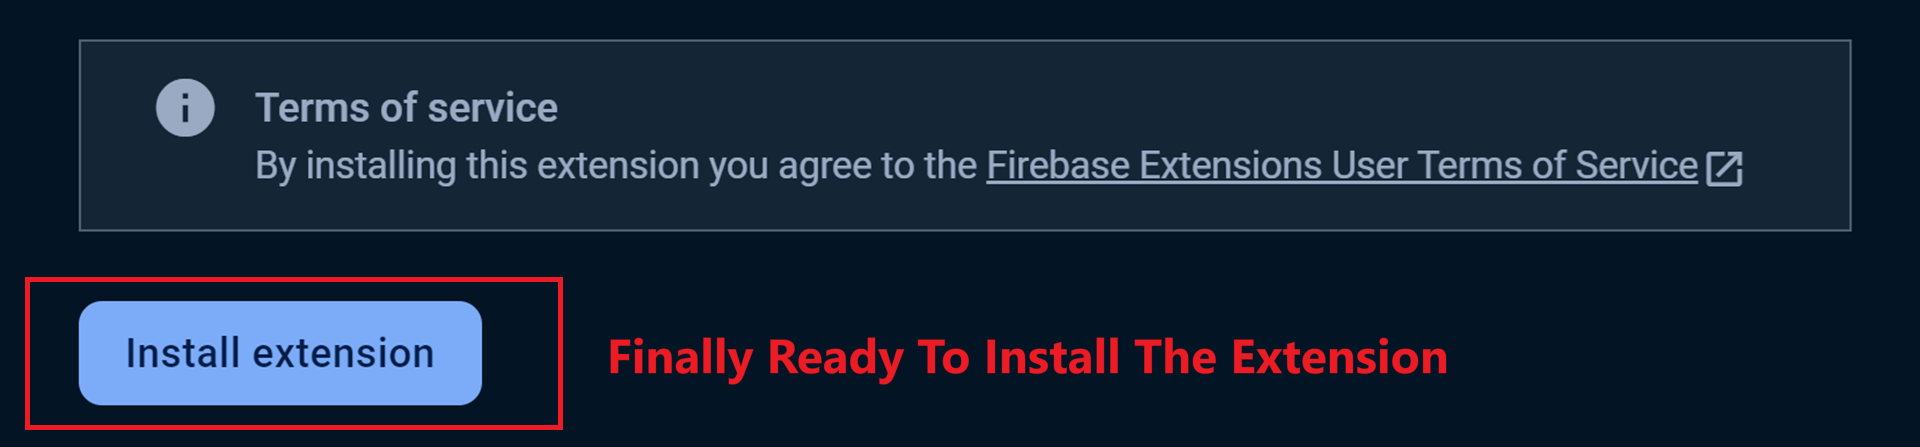 Terms of service
By installing this extension you agree to the Firebase Extensions User Terms of Service
Install extension
Finally Ready To Install The Extension